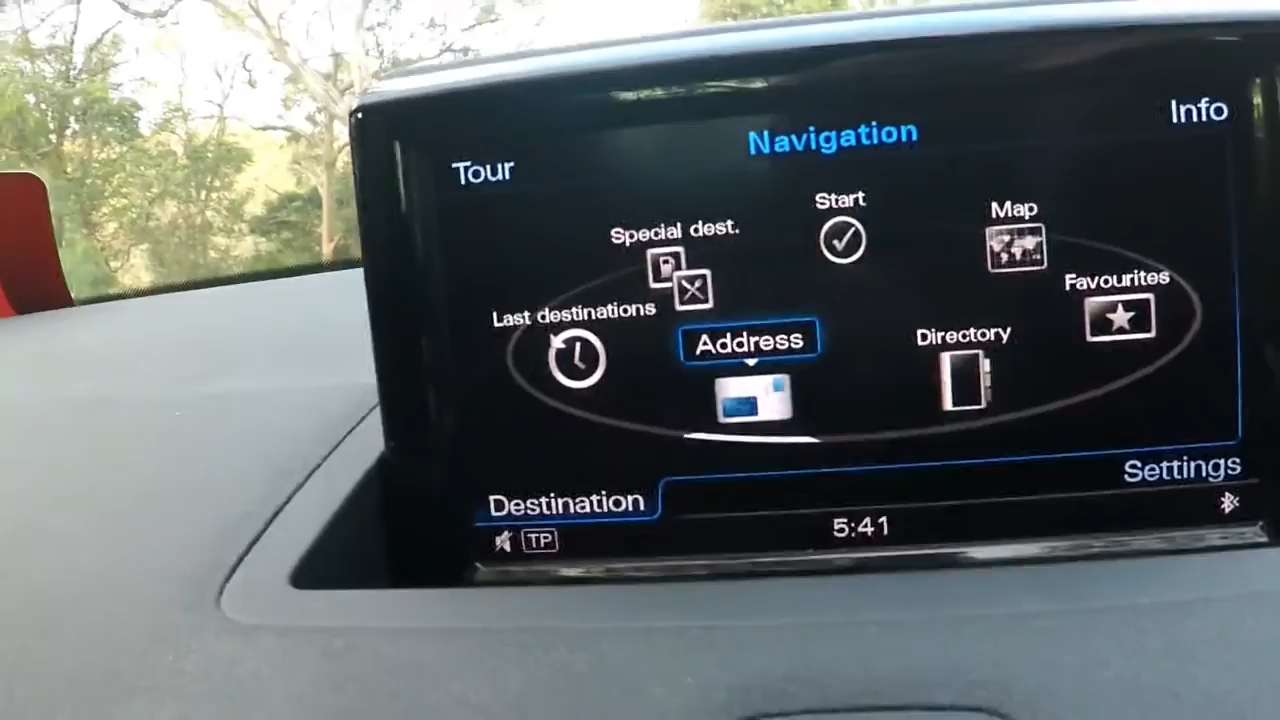 Info
Navigation
Tour
Start
Map
Special dest.
Favourites
Last destinations
Address
Directory
Settings
Destination
TP
5:41